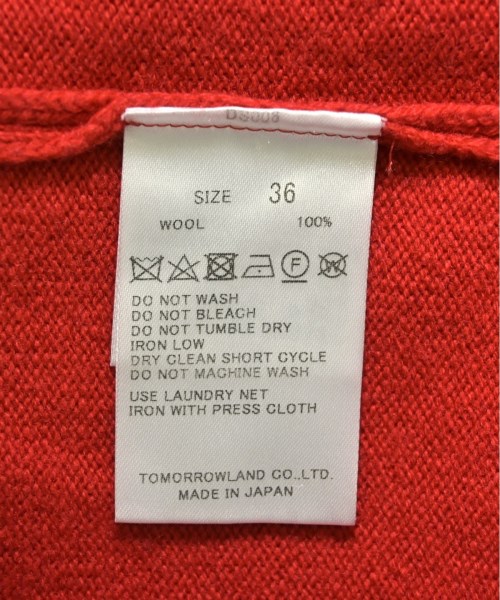 DS008
SIZE 36
WOOL 100%
F W
DO NOT WASH
DO NOT BLEACH
DO NOT TUMBLE DRY
IRON LOW
DRY CLEAN SHORT CYCLE
DO NOT MACHINE WASH
USE LAUNDRY NET
IRON WITH PRESS CLOTH
TOMORROWLAND CO.,LTD.
MADE IN JAPAN